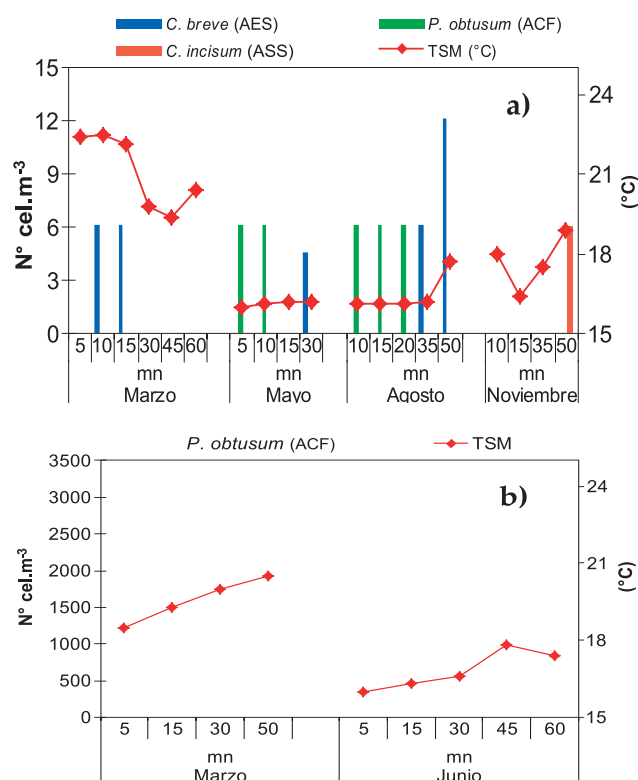 C. breve (AES) P. obtusum (ACF)
C. incisum (ASS) TSM (°C)
a)
N° cel.m-3
15
12
9
6
3
0
(°C)
24
21
18
15
5 10 15 30 45 60 5 10 15 30 10 15 20 35 50 10 15 35 50
mn mn mn mn
Marzo Mayo Agosto Noviembre
P. obtusum (ACF) TSM
b)
N° cel.m-3
3500
3000
2500
2000
1500
1000
500
0
(°C)
24
21
18
15
5 15 30 50 5 15 30 45 60
mn mn
Marzo Junio